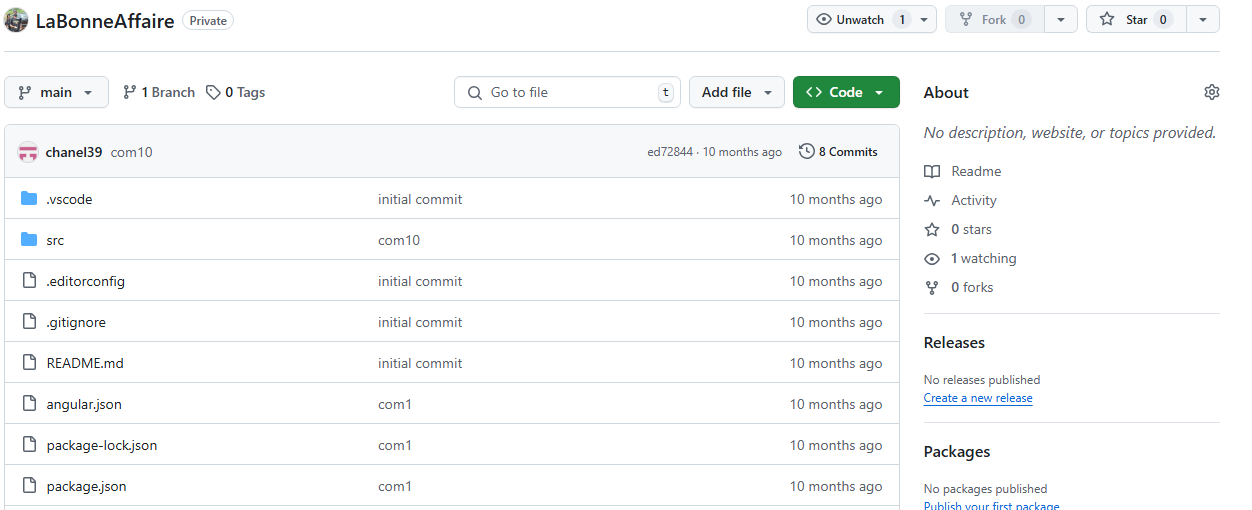 LaBonneAffaire Private Unwatch 1 Fork 0 Star 0
main 1 Branch 0 Tags Go to file t Add file Code
chanel39 com10 ed72844 · 10 months ago 8 Commits
.vscode initial commit 10 months ago
src com10 10 months ago
.editorconfig initial commit 10 months ago
.gitignore initial commit 10 months ago
README.md initial commit 10 months ago
angular.json com1 10 months ago
package-lock.json com1 10 months ago
package.json com1 10 months ago
About
No description, website, or topics provided.
Readme
Activity
0 stars
1 watching
0 forks
Releases
No releases published
Create a new release
Packages
No packages published
Publish your first package